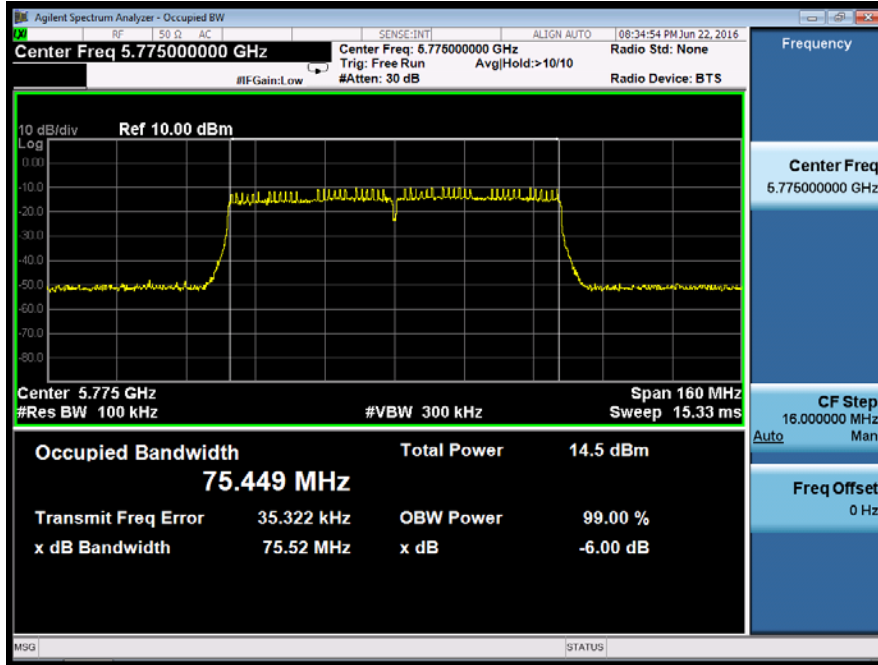 Agilent Spectrum Analyzer - Occupied BW
RF 50 Ω AC SENSE:INT ALIGN AUTO 08:34:54 PM Jun 22, 2016
Center Freq 5.775000000 GHz
Center Freq: 5.775000000 GHz Radio Std: None
Trig: Free Run Avg|Hold:>10/10
#IFGain:Low #Atten: 30 dB Radio Device: BTS
Frequency
10 dB/div Ref 10.00 dBm
Log
0.00
-10.0
-20.0
-30.0
-40.0
-50.0
-60.0
-70.0
-80.0
Center Freq
5.775000000 GHz
Center 5.775 GHz Span 160 MHz
#Res BW 100 kHz #VBW 300 kHz Sweep 15.33 ms
CF Step
16.000000 MHz
Auto Man
Occupied Bandwidth Total Power 14.5 dBm
75.449 MHz
Transmit Freq Error 35.322 kHz OBW Power 99.00 %
x dB Bandwidth 75.52 MHz x dB -6.00 dB
Freq Offset
0 Hz
MSG STATUS